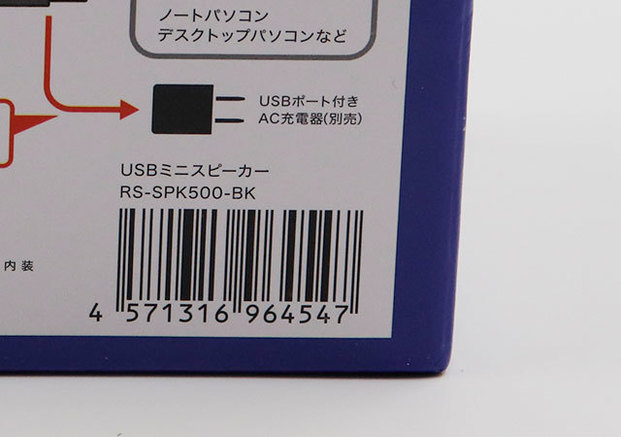 ノートパソコン
デスクトップパソコンなど
USBポート付き
AC充電器(別売)
USBミニスピーカー
RS-SPK500-BK
内装
4 571316 964547